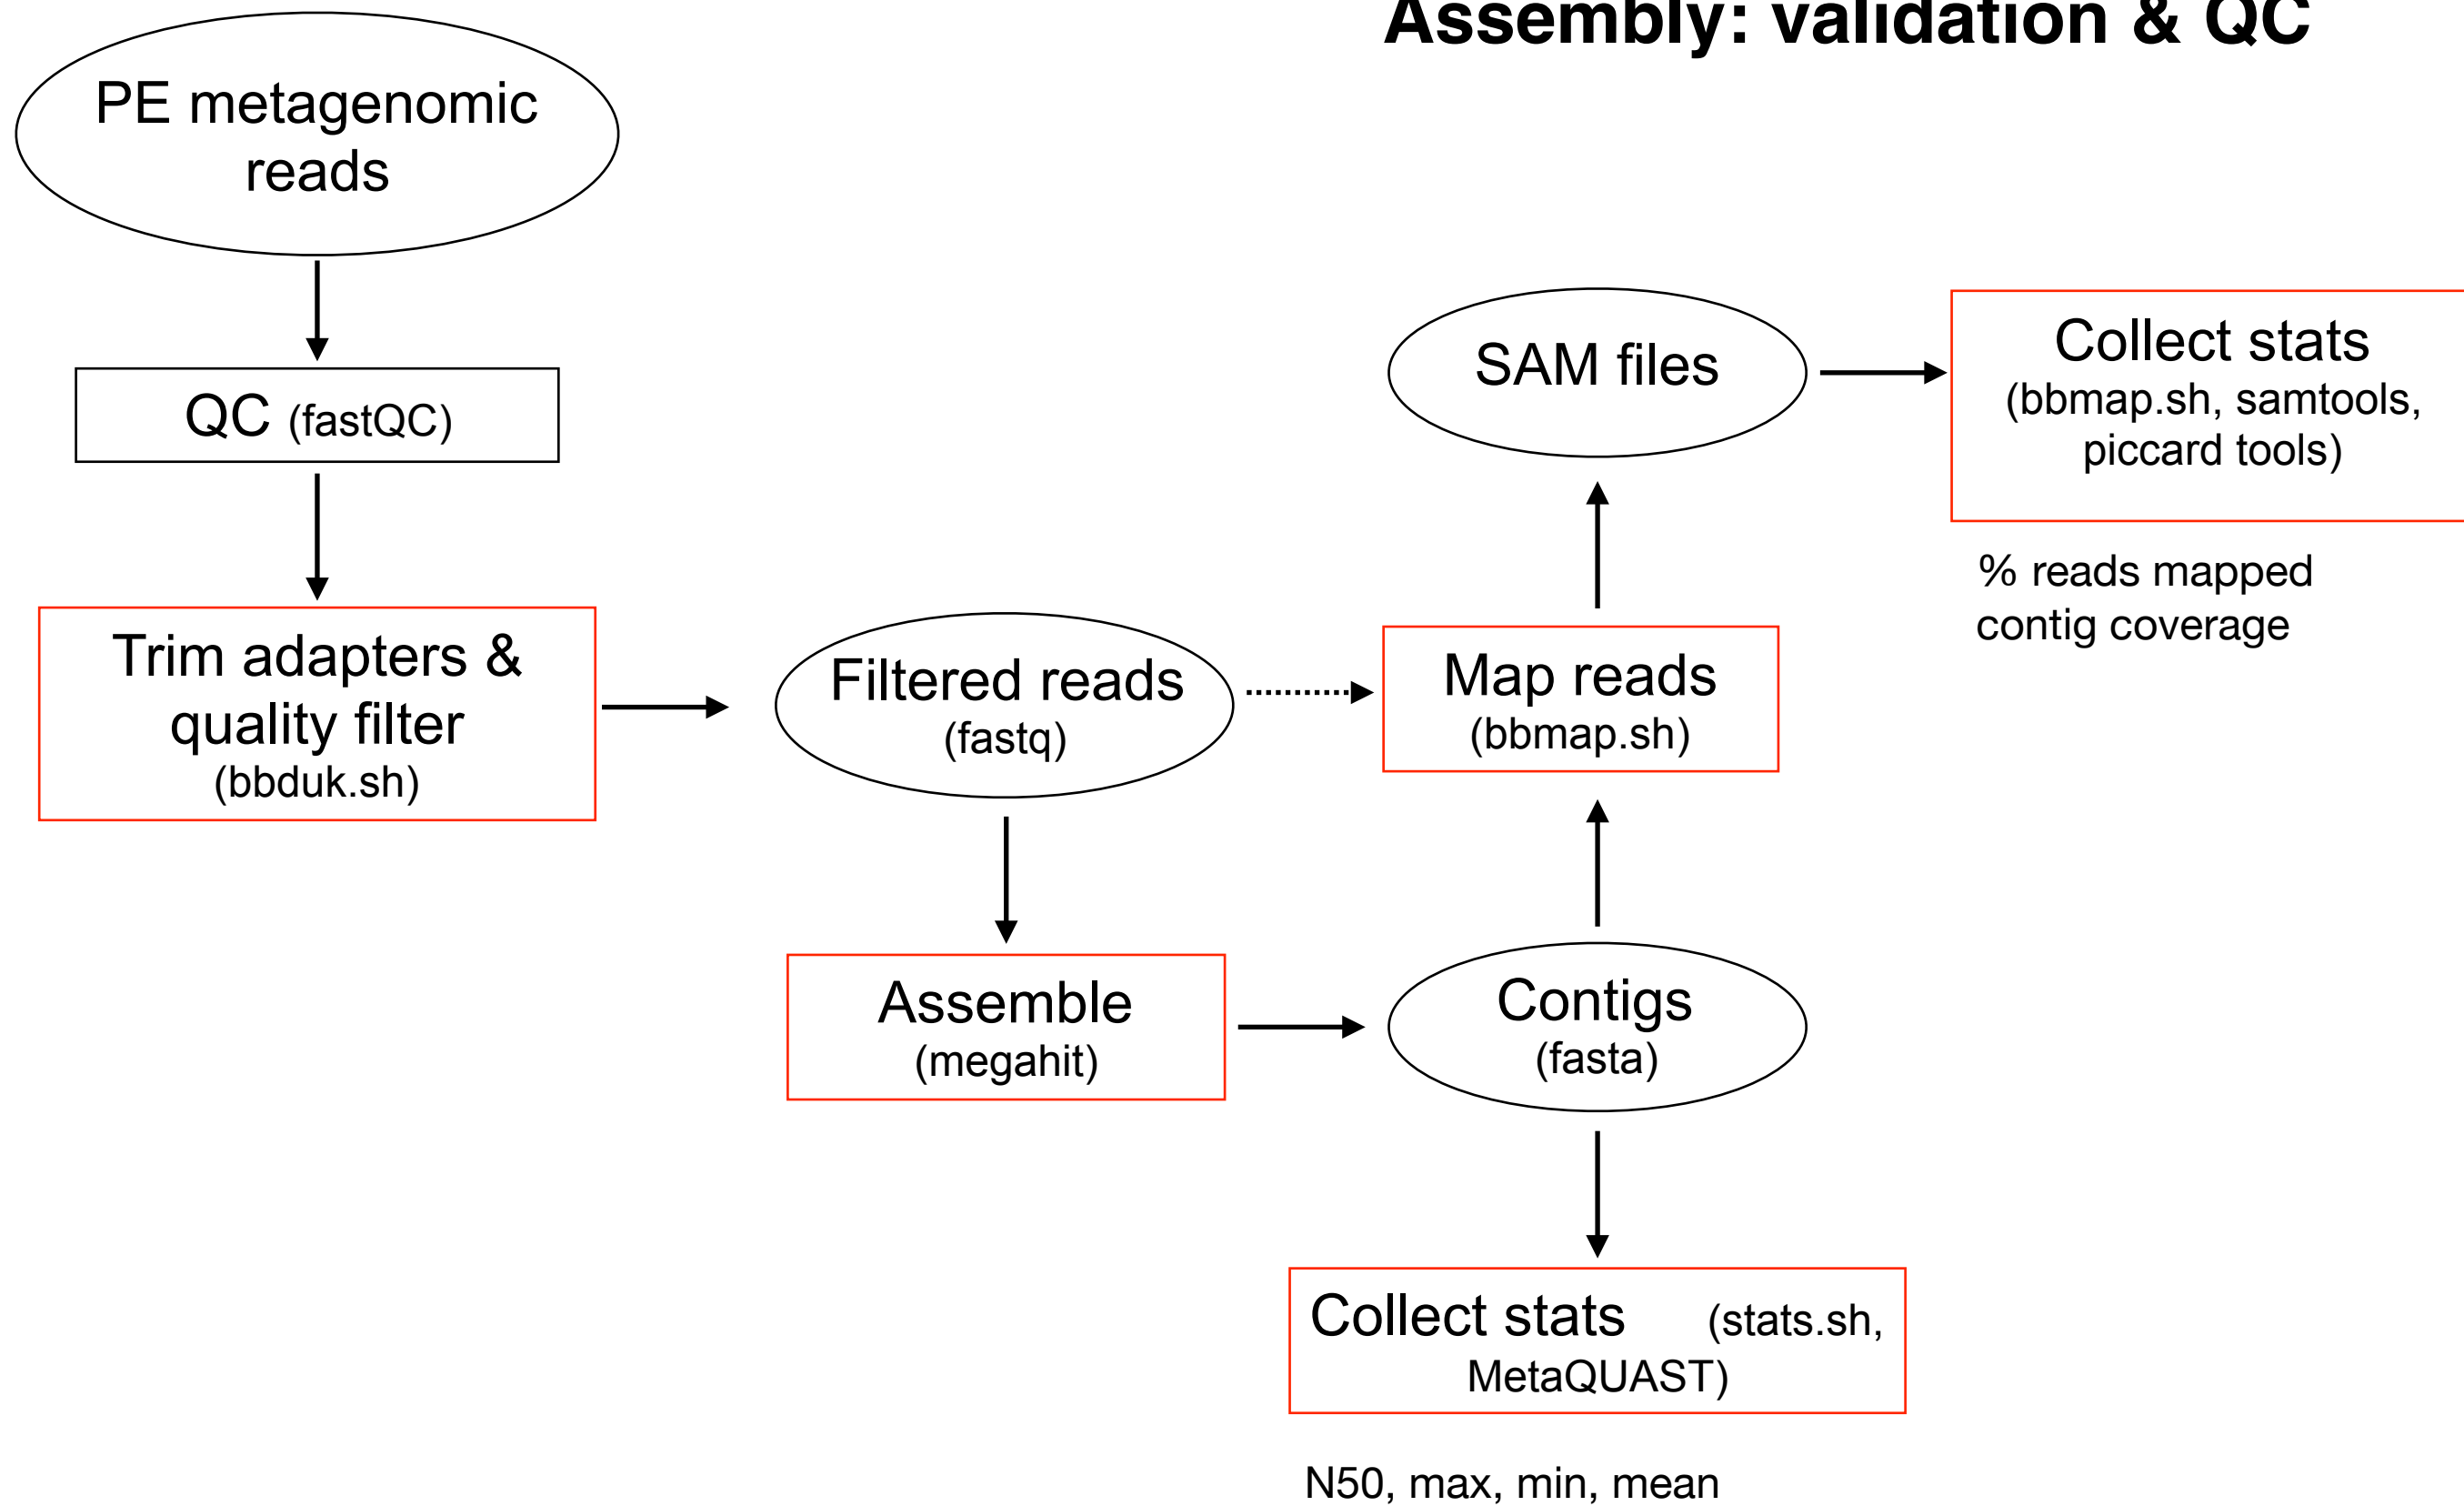 Assembly: validation & QC
PE metagenomic
reads
QC (fastQC)
Trim adapters &
quality filter
(bbduk.sh)
Filtered reads
(fastq)
Assemble
(megahit)
SAM files
Map reads
(bbmap.sh)
Contigs
(fasta)
Collect stats (stats.sh,
MetaQUAST)
N50, max, min, mean
Collect stats
(bbmap.sh, samtools,
piccard tools)
% reads mapped
contig coverage